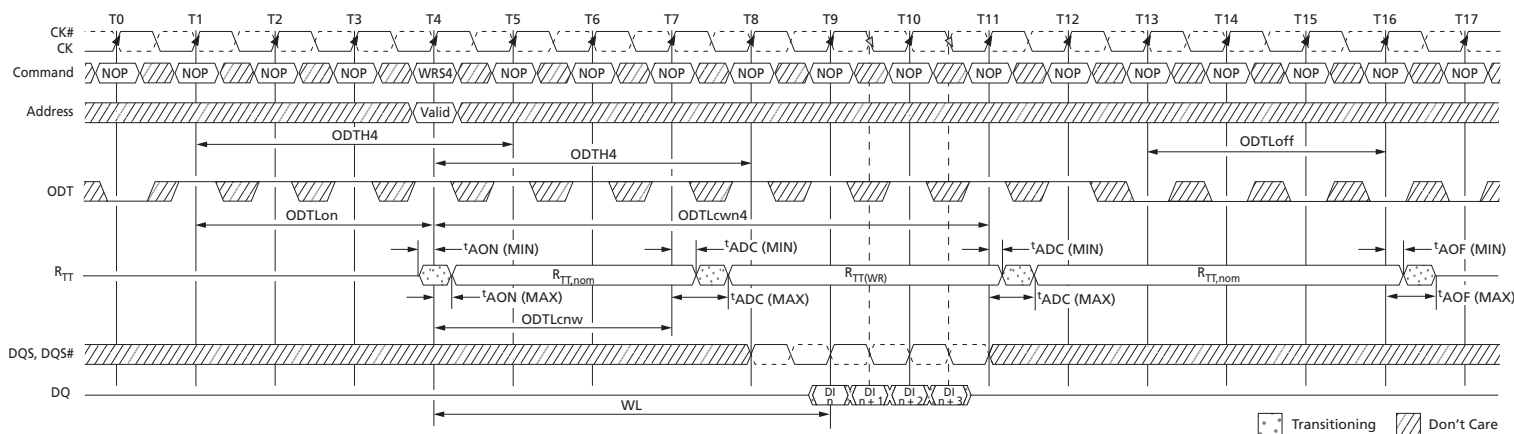 T0 T1 T2 T3 T4 T5 T6 T7 T8 T9 T10 T11 T12 T13 T14 T15 T16 T17
CK#
CK
Command NOP NOP NOP NOP WRS4 NOP NOP NOP NOP NOP NOP NOP NOP NOP NOP NOP NOP NOP
Address Valid
ODTH4
ODTH4 ODTLoff
ODT
ODTLon ODTLcwn4
tAON (MIN) tADC (MIN) tADC (MIN) tAOF (MIN)
RTT RTT,nom RTT(WR) RTT,nom
tAON (MAX) tADC (MAX) tADC (MAX) tAOF (MAX)
ODTLcnw
DQS, DQS#
DQ DI n DI n + 1 DI n + 2 DI n + 3
WL
Transitioning Don't Care